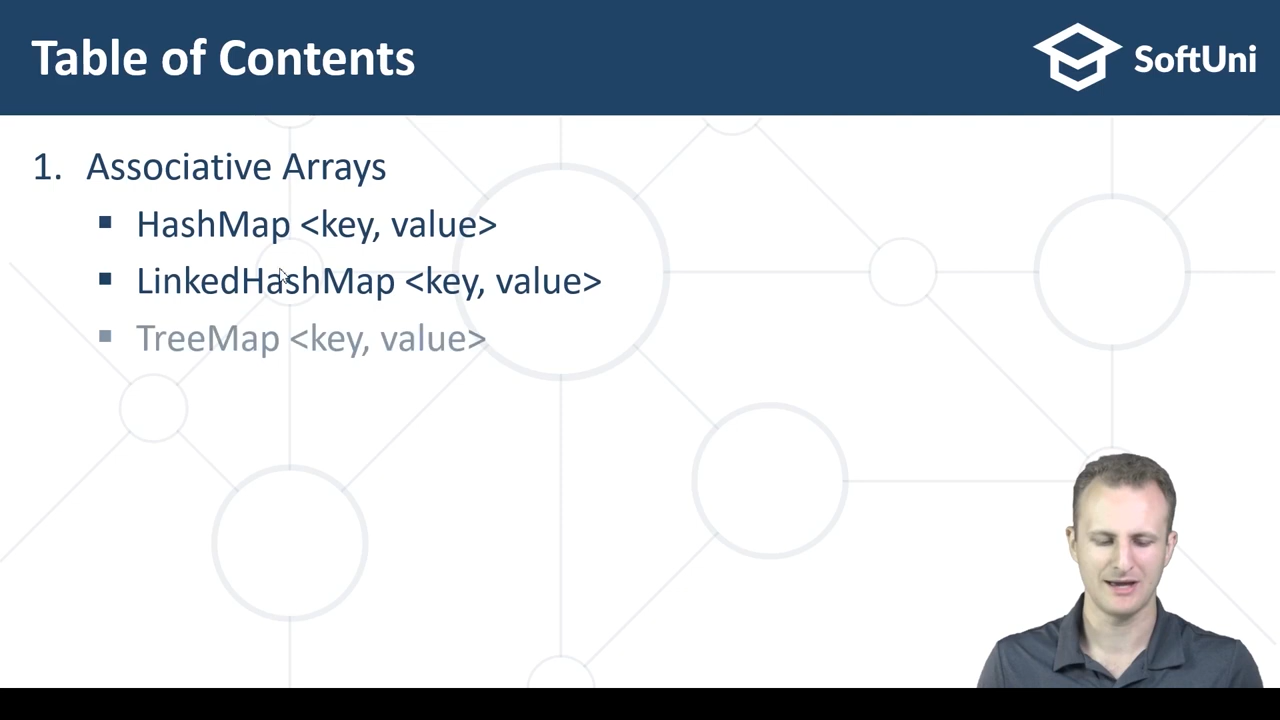 Table of Contents
SoftUni
1. Associative Arrays
▪ HashMap <key, value>
▪ LinkedHashMap <key, value>
▪ TreeMap <key, value>